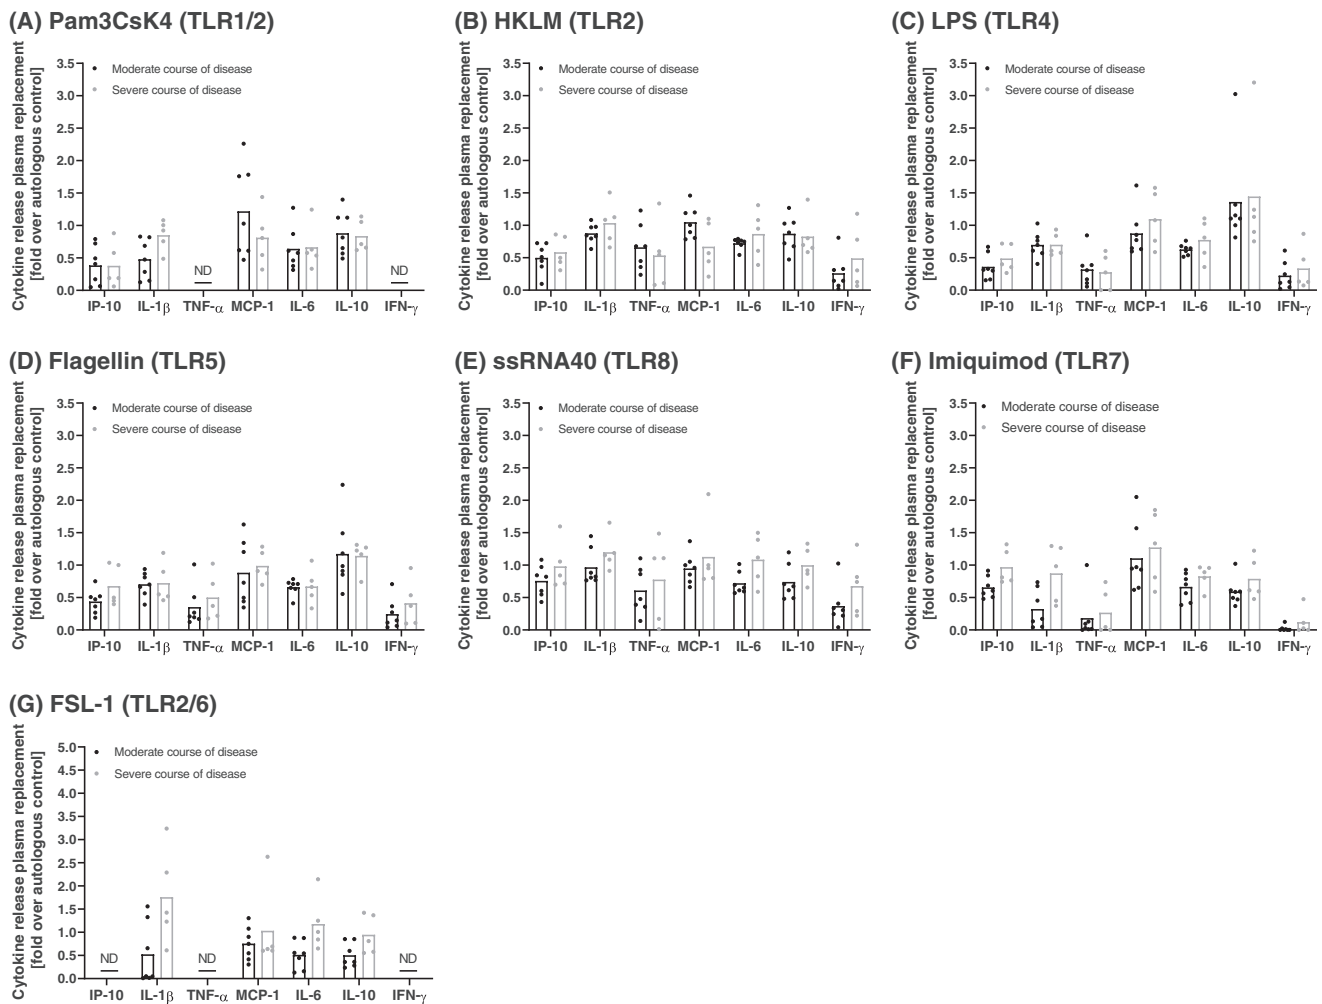 (A) Pam3CsK4 (TLR1/2)
Cytokine release plasma replacement
[fold over autologous control]
3.5
3.0
2.5
2.0
1.5
1.0
0.5
0.0
Moderate course of disease
Severe course of disease
ND
ND
IP-10 IL-1β TNF-α MCP-1 IL-6 IL-10 IFN-γ
(B) HKLM (TLR2)
Cytokine release plasma replacement
[fold over autologous control]
3.5
3.0
2.5
2.0
1.5
1.0
0.5
0.0
Moderate course of disease
Severe course of disease
IP-10 IL-1β TNF-α MCP-1 IL-6 IL-10 IFN-γ
(C) LPS (TLR4)
Cytokine release plasma replacement
[fold over autologous control]
3.5
3.0
2.5
2.0
1.5
1.0
0.5
0.0
Moderate course of disease
Severe course of disease
IP-10 IL-1β TNF-α MCP-1 IL-6 IL-10 IFN-γ
(D) Flagellin (TLR5)
Cytokine release plasma replacement
[fold over autologous control]
3.5
3.0
2.5
2.0
1.5
1.0
0.5
0.0
Moderate course of disease
Severe course of disease
IP-10 IL-1β TNF-α MCP-1 IL-6 IL-10 IFN-γ
(E) ssRNA40 (TLR8)
Cytokine release plasma replacement
[fold over autologous control]
3.5
3.0
2.5
2.0
1.5
1.0
0.5
0.0
Moderate course of disease
Severe course of disease
IP-10 IL-1β TNF-α MCP-1 IL-6 IL-10 IFN-γ
(F) Imiquimod (TLR7)
Cytokine release plasma replacement
[fold over autologous control]
3.5
3.0
2.5
2.0
1.5
1.0
0.5
0.0
Moderate course of disease
Severe course of disease
IP-10 IL-1β TNF-α MCP-1 IL-6 IL-10 IFN-γ
(G) FSL-1 (TLR2/6)
Cytokine release plasma replacement
[fold over autologous control]
5.0
4.5
4.0
3.5
3.0
2.5
2.0
1.5
1.0
0.5
0.0
Moderate course of disease
Severe course of disease
ND
ND
ND
IP-10 IL-1β TNF-α MCP-1 IL-6 IL-10 IFN-γ